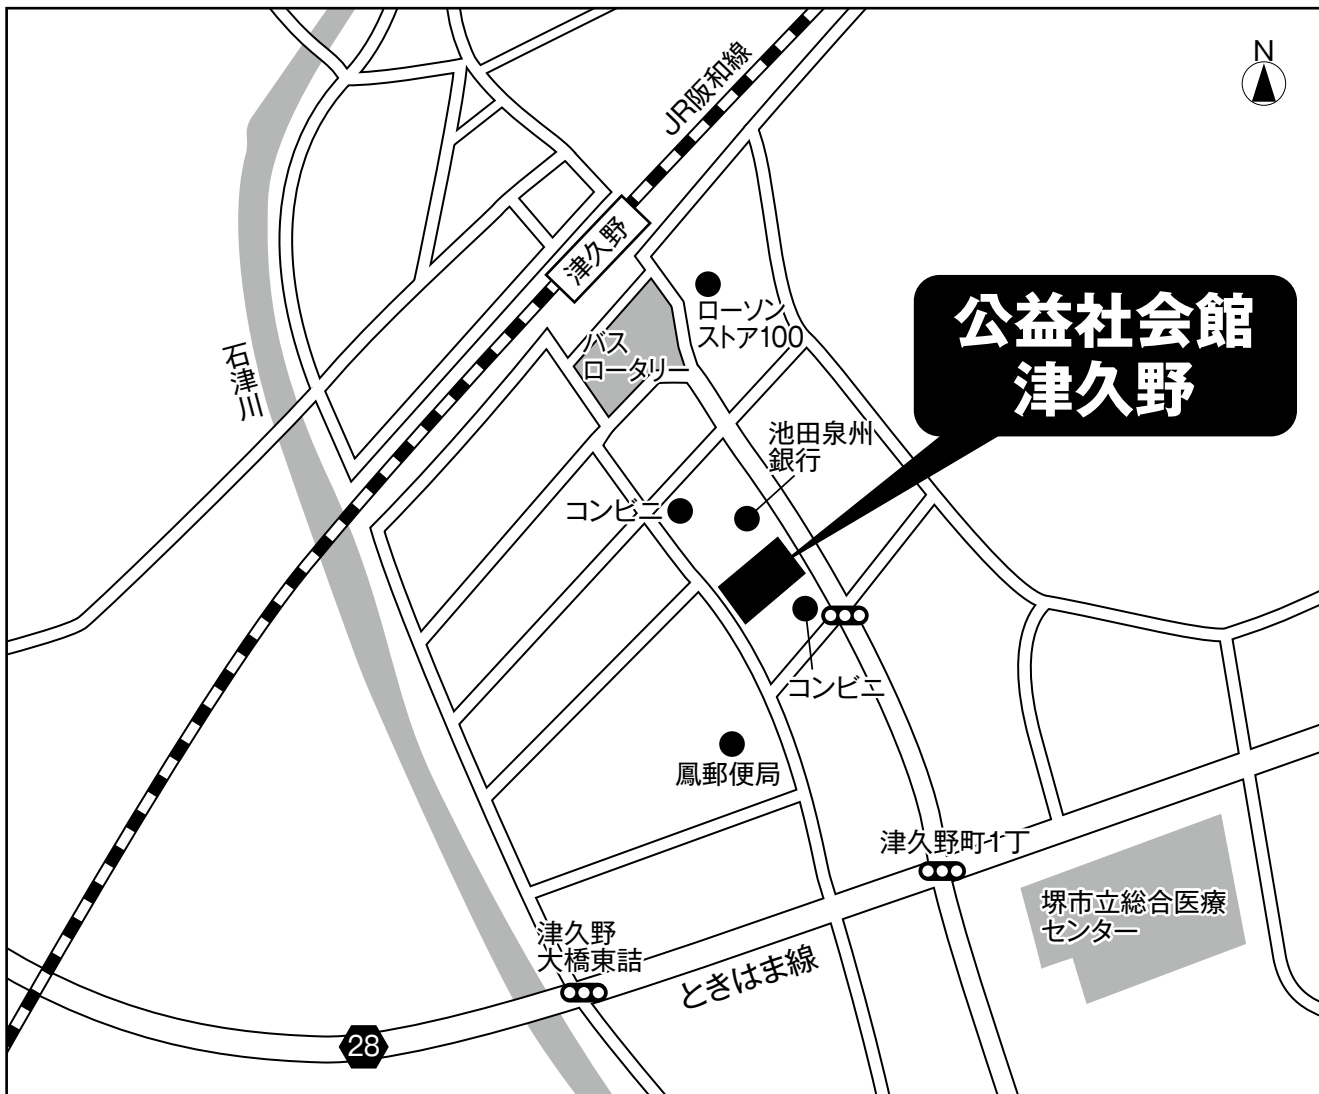 N
JR阪和線
津久野
ローソン
ストア100
バス
ロータリー
石津川
公益社会館
津久野
池田泉州
銀行
コンビニ
コンビニ
鳳郵便局
津久野町1丁
堺市立総合医療
センター
津久野
大橋東詰
ときはま線
28